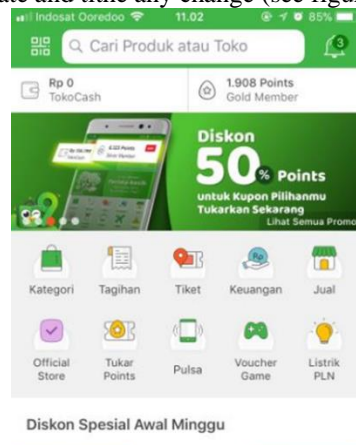 ate and tithe any change (see figur
Indosat Ooredoo 11.02 85%
Cari Produk atau Toko
3
Rp 0
TokoCash
1.908 Points
Gold Member
Diskon
50% Points
untuk Kupon Pilihanmu
Tukarkan Sekarang
Lihat Semua Promo
Kategori Tagihan Tiket Keuangan Jual
Official Store Tukar Points Pulsa Voucher Game Listrik PLN
Diskon Spesial Awal Minggu